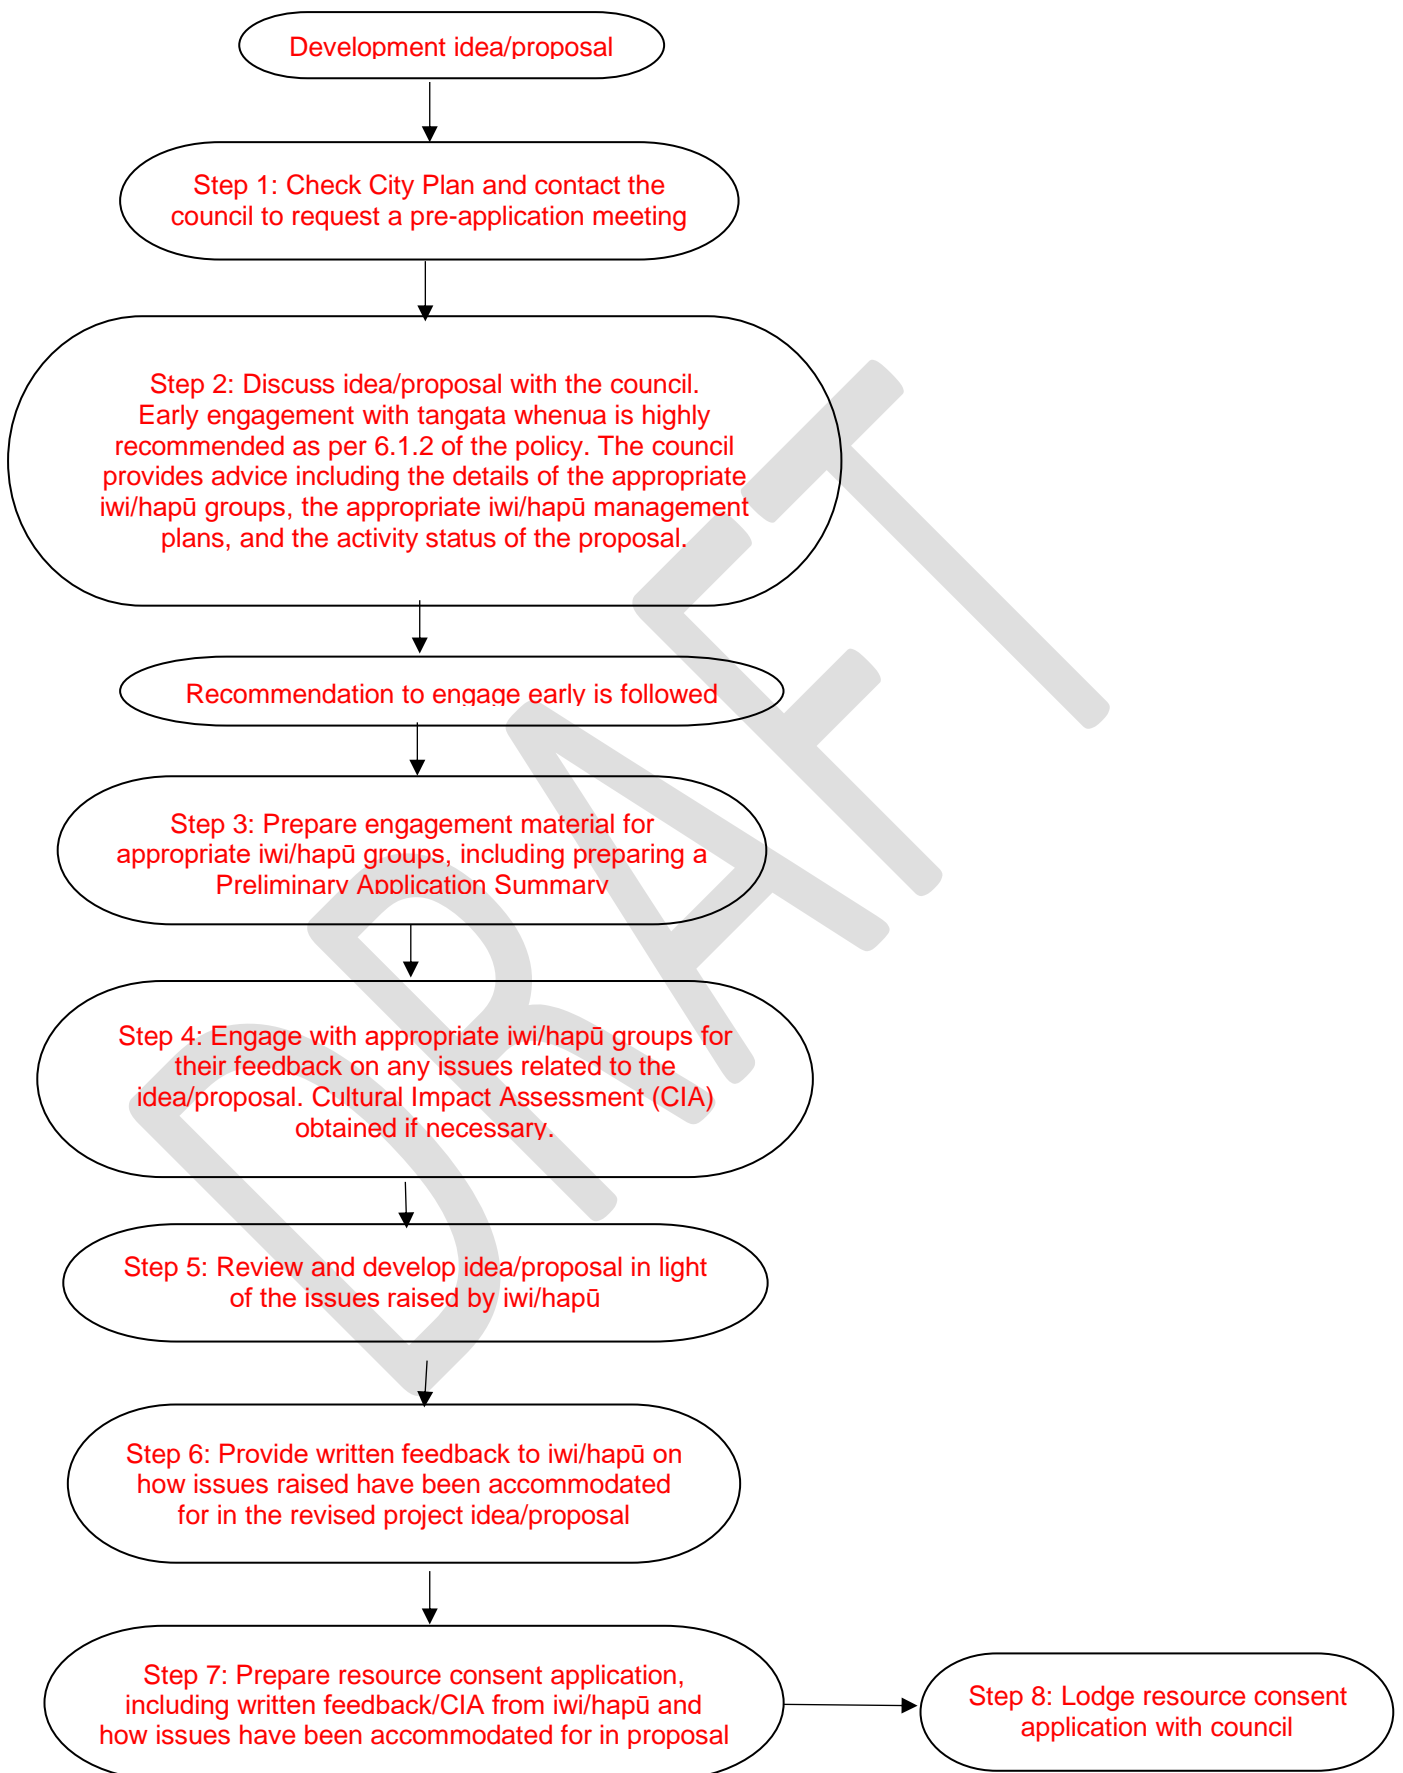 Development idea/proposal
Step 1: Check City Plan and contact the
council to request a pre-application meeting
Step 2: Discuss idea/proposal with the council.
Early engagement with tangata whenua is highly
recommended as per 6.1.2 of the policy. The council
provides advice including the details of the appropriate
iwi/hapū groups, the appropriate iwi/hapū management
plans, and the activity status of the proposal.
Recommendation to engage early is followed
Step 3: Prepare engagement material for
appropriate iwi/hapū groups, including preparing a
Preliminary Application Summary
Step 4: Engage with appropriate iwi/hapū groups for
their feedback on any issues related to the
idea/proposal. Cultural Impact Assessment (CIA)
obtained if necessary.
Step 5: Review and develop idea/proposal in light
of the issues raised by iwi/hapū
Step 6: Provide written feedback to iwi/hapū on
how issues raised have been accommodated
for in the revised project idea/proposal
Step 7: Prepare resource consent application,
including written feedback/CIA from iwi/hapū and
how issues have been accommodated for in proposal
Step 8: Lodge resource consent
application with council
DRAFT